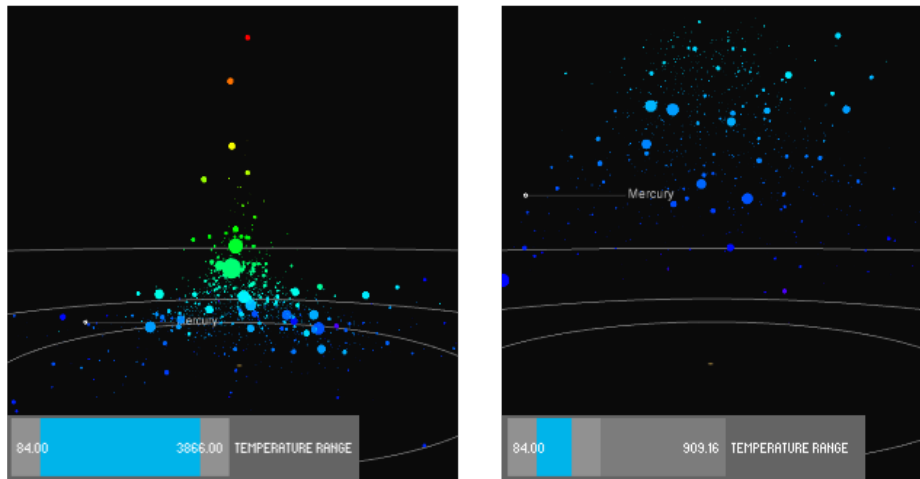 Mercury
84.00 3866.00 TEMPERATURE RANGE
Mercury
84.00 909.16 TEMPERATURE RANGE